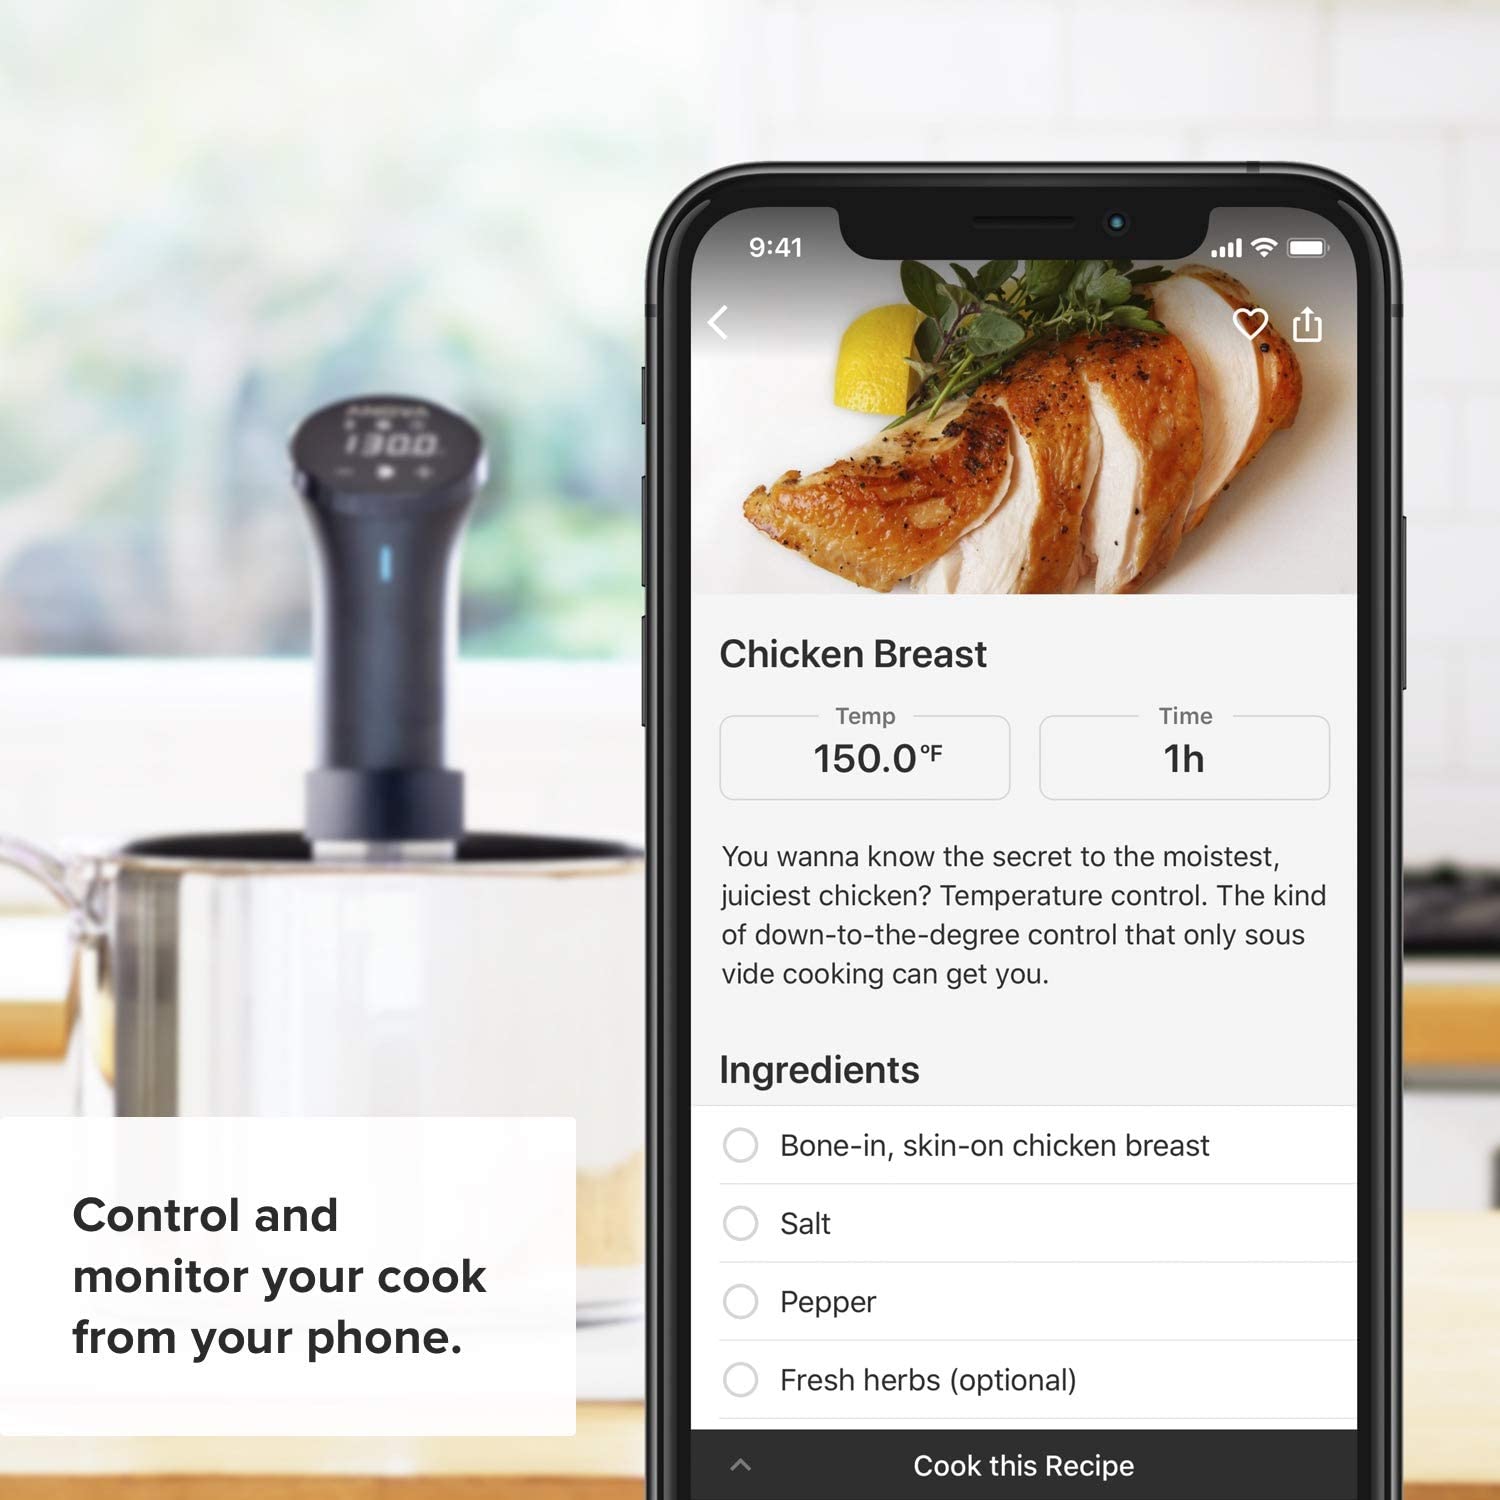 ANOVA
130.0
9:41
Chicken Breast
Temp
150.0°F
Time
1h
You wanna know the secret to the moistest,
juiciest chicken? Temperature control. The kind
of down-to-the-degree control that only sous
vide cooking can get you.
Ingredients
Bone-in, skin-on chicken breast
Salt
Pepper
Fresh herbs (optional)
Cook this Recipe
Control and
monitor your cook
from your phone.